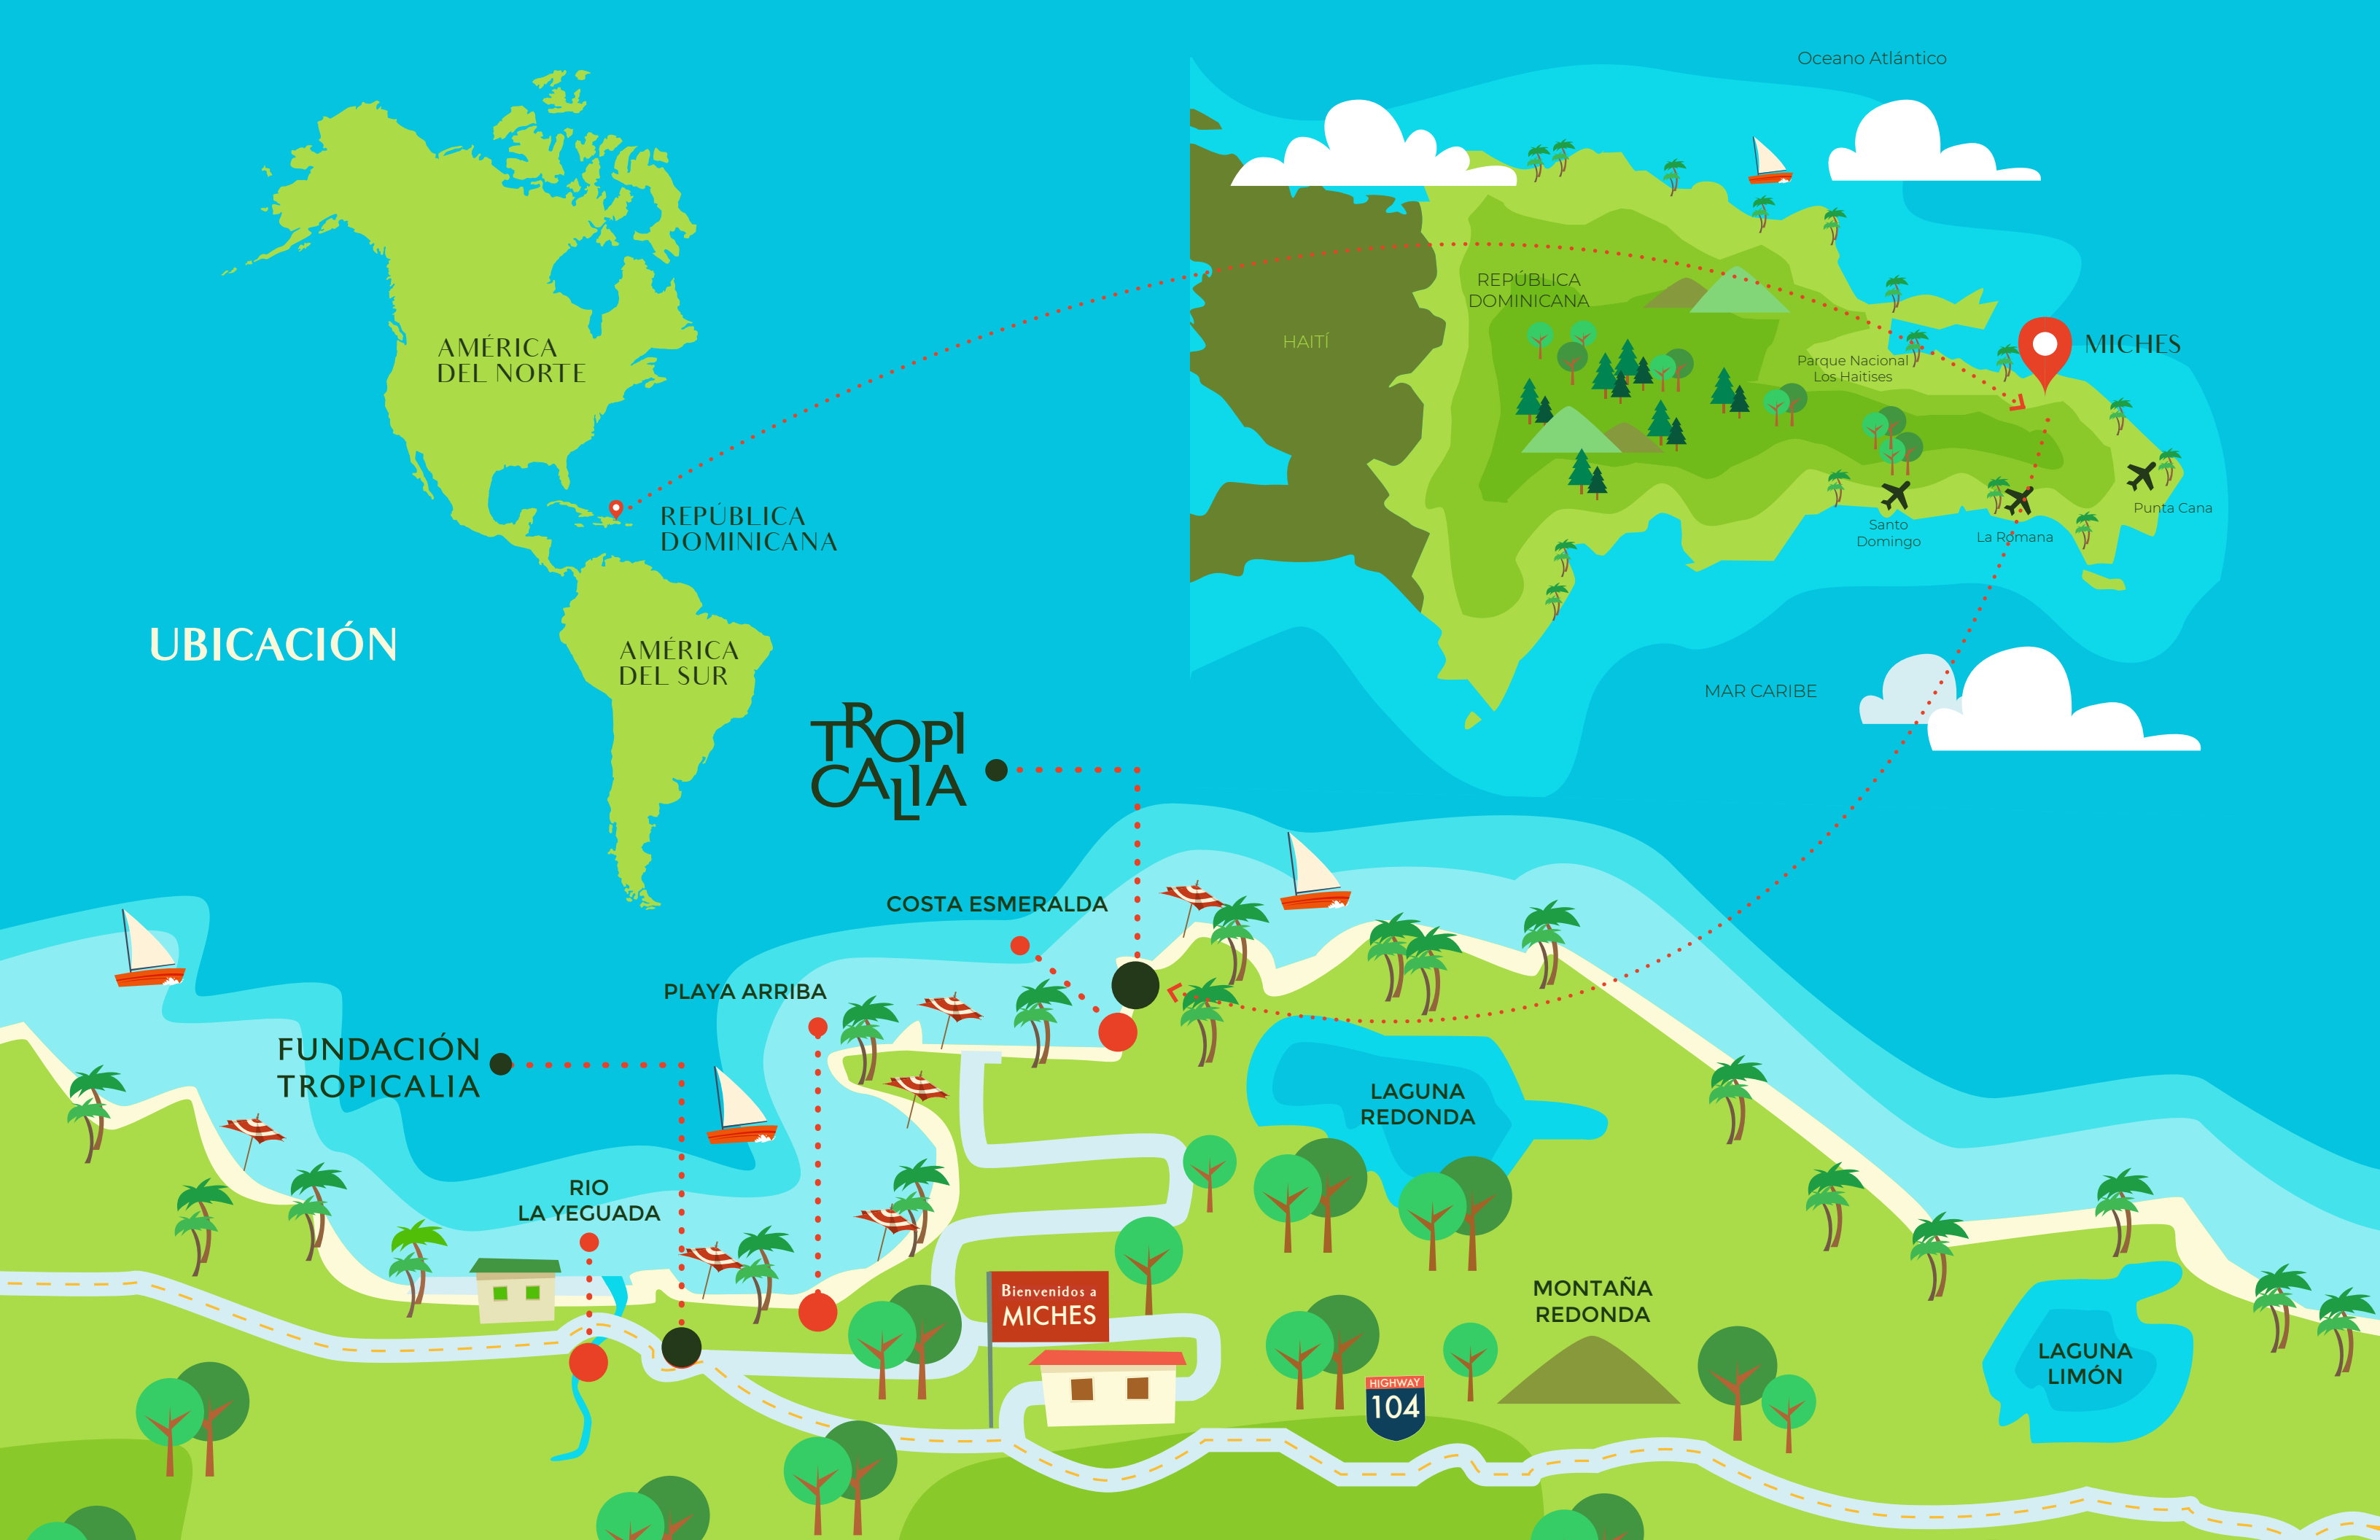 Oceano Atlántico
AMÉRICA
DEL NORTE
REPÚBLICA
DOMINICANA
HAITÍ
Parque Nacional
Los Haitises
MICHES
Santo
Domingo
La Romana
Punta Cana
REPÚBLICA
DOMINICANA
UBICACIÓN
AMÉRICA
DEL SUR
MAR CARIBE
TROPI
CALIA
COSTA ESMERALDA
PLAYA ARRIBA
FUNDACIÓN
TROPICALIA
LAGUNA
REDONDA
RIO
LA YEGUADA
Bienvenidos a
MICHES
MONTAÑA
REDONDA
HIGHWAY
104
LAGUNA
LIMÓN